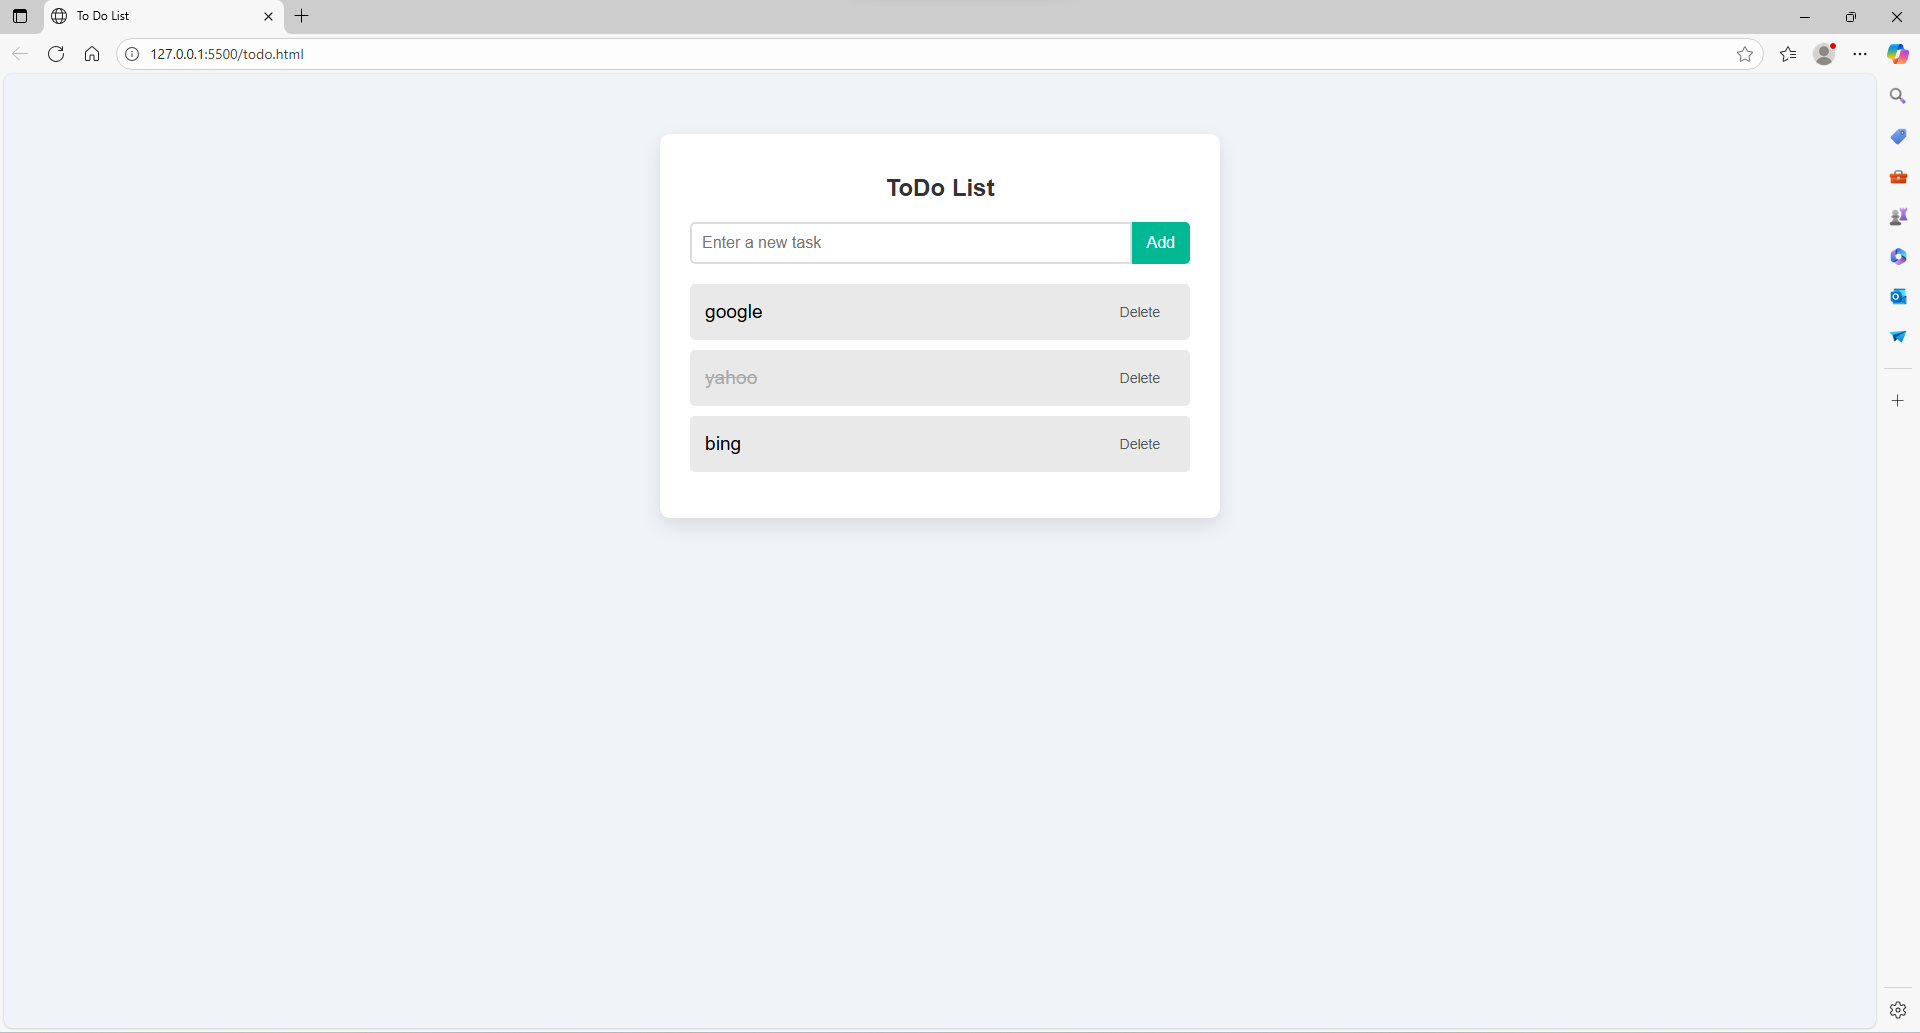 To Do List
127.0.0.1:5500/todo.html
ToDo List
Enter a new task Add
google Delete
yahoo Delete
bing Delete